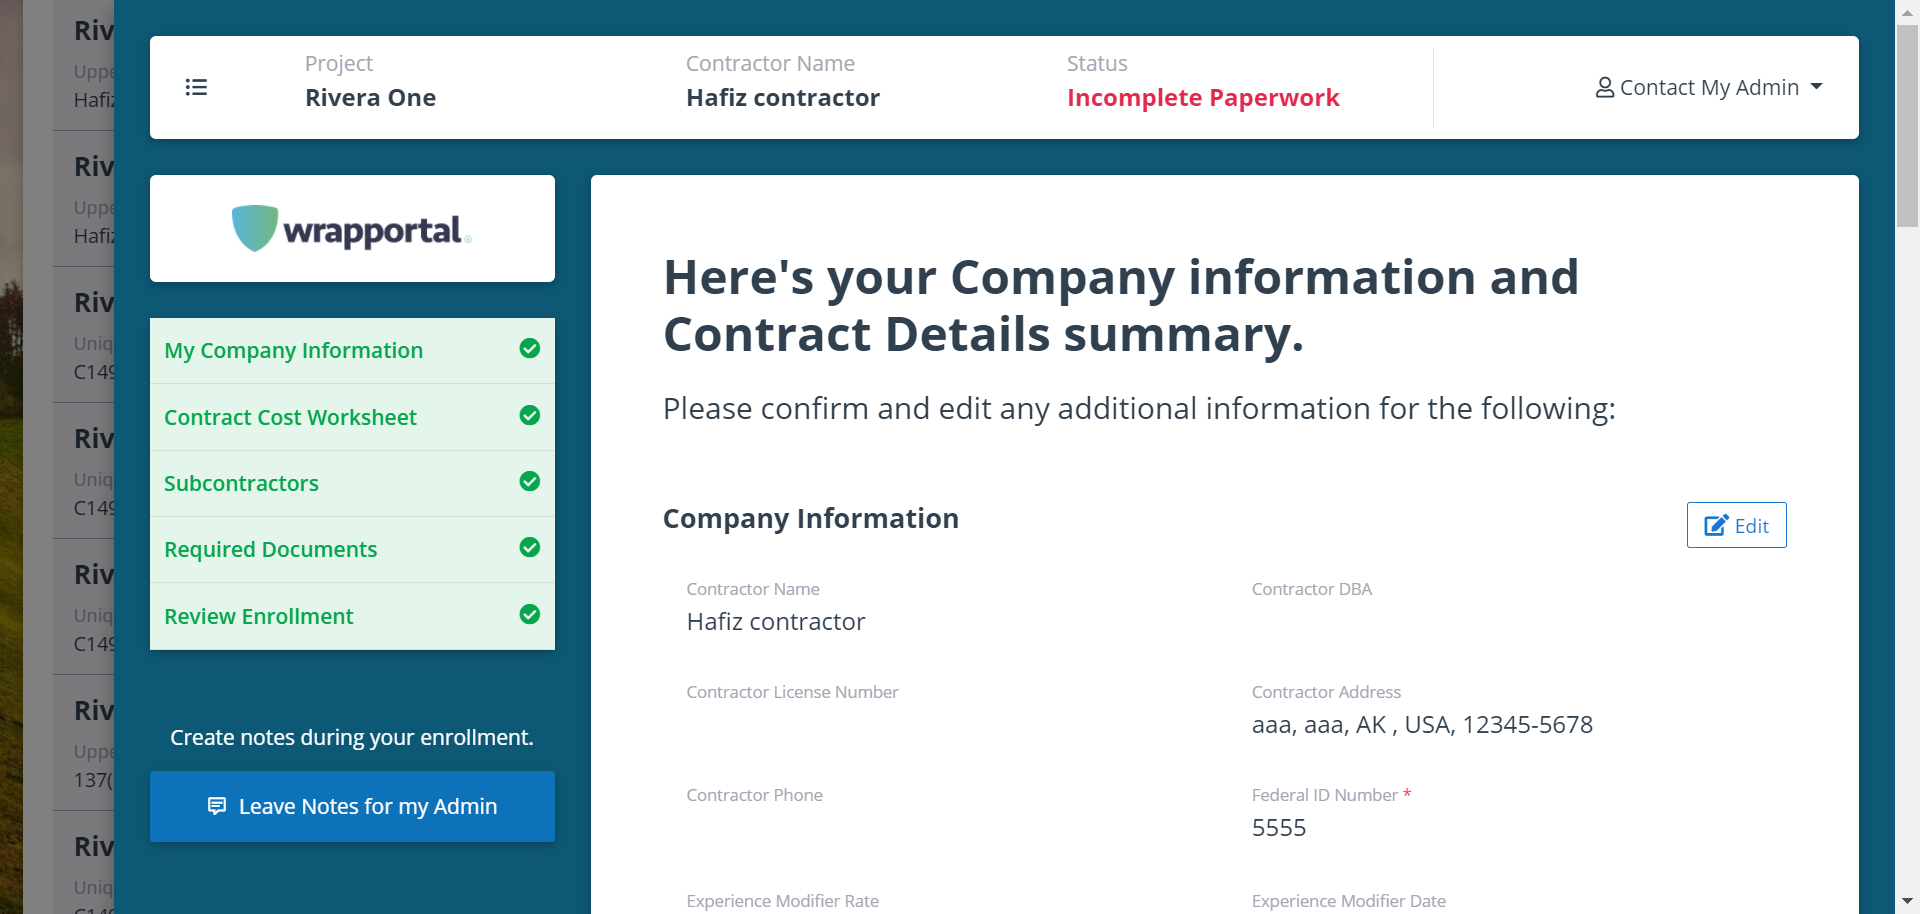 Riv
Uppe
Hafiz
Riv
Uppe
Hafiz
Riv
Uniq
C149
Riv
Uniq
C149
Riv
Uniq
C149
Riv
Uppe
137(
Riv
Uniq
Project
Rivera One
Contractor Name
Hafiz contractor
Status
Incomplete Paperwork
Contact My Admin
wrapportal
My Company Information
Contract Cost Worksheet
Subcontractors
Required Documents
Review Enrollment
Create notes during your enrollment.
Leave Notes for my Admin
Here's your Company information and
Contract Details summary.
Please confirm and edit any additional information for the following:
Company Information
Edit
Contractor Name
Hafiz contractor
Contractor DBA
Contractor License Number
Contractor Address
aaa, aaa, AK , USA, 12345-5678
Contractor Phone
Federal ID Number *
5555
Experience Modifier Rate
Experience Modifier Date